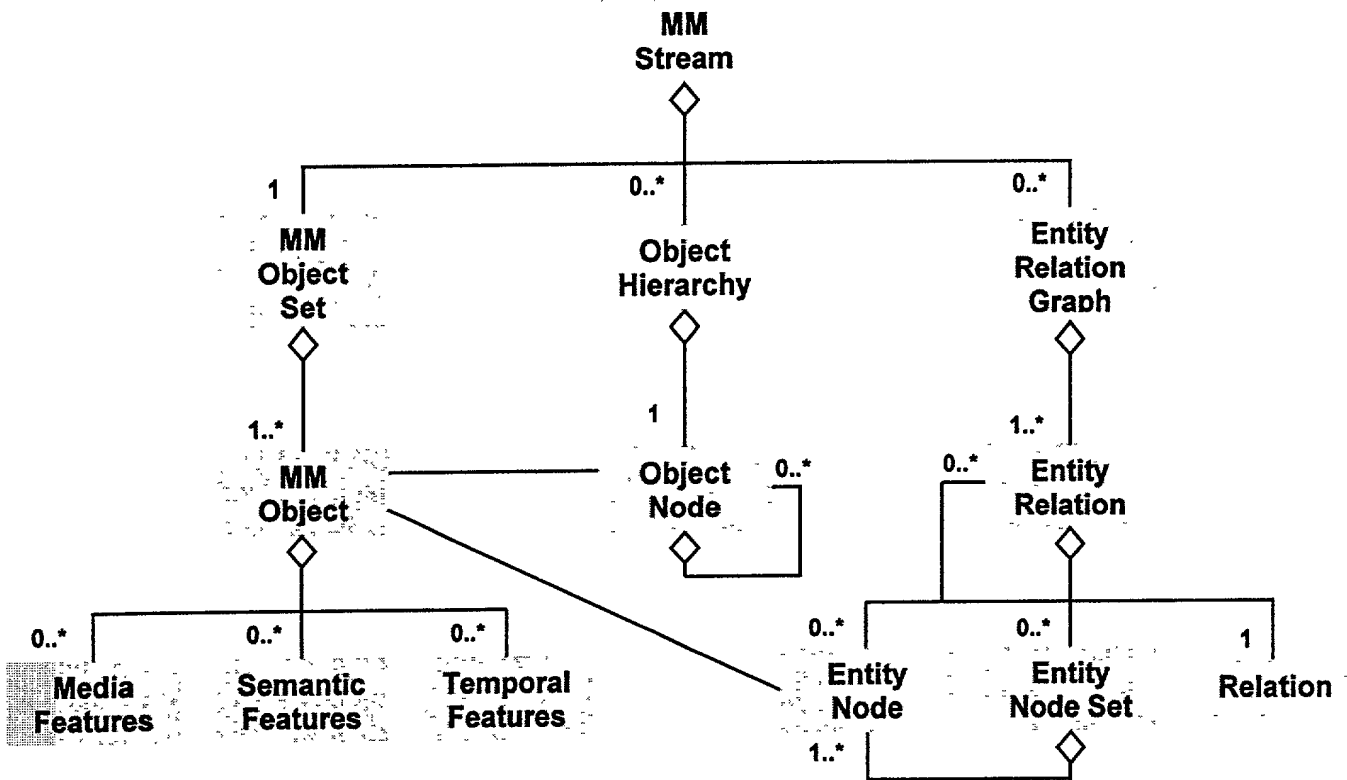 MM
Stream
1
0..*
0..*
MM
Object
Set
Object
Hierarchy
Entity
Relation
Graph
1..*
1
1..*
MM
Object
Object
Node
0..*
0..*
Entity
Relation
0..*
0..*
0..*
0..*
0..*
1
Media
Features
Semantic
Features
Temporal
Features
Entity
Node
Entity
Node Set
Relation
1..*